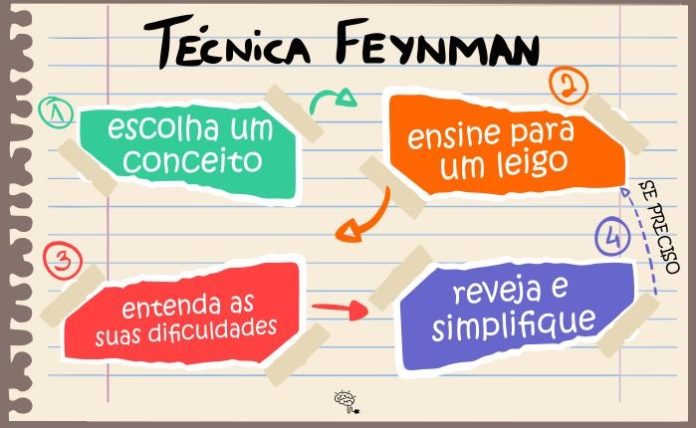 TÉCNICA FEYNMAN
1
escolha um
conceito
2
ensine para
um leigo
3
entenda as
suas dificuldades
4
reveja e
simplifique
SE PRECISO